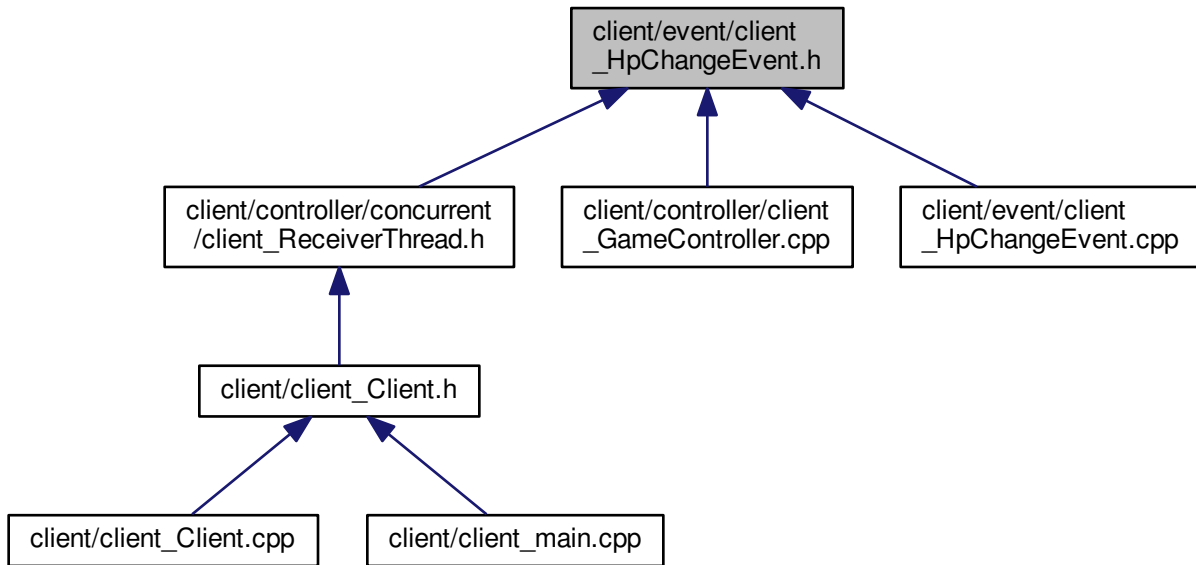 client/event/client
_HpChangeEvent.h
client/controller/concurrent
/client_ReceiverThread.h
client/controller/client
_GameController.cpp
client/event/client
_HpChangeEvent.cpp
client/client_Client.h
client/client_Client.cpp
client/client_main.cpp